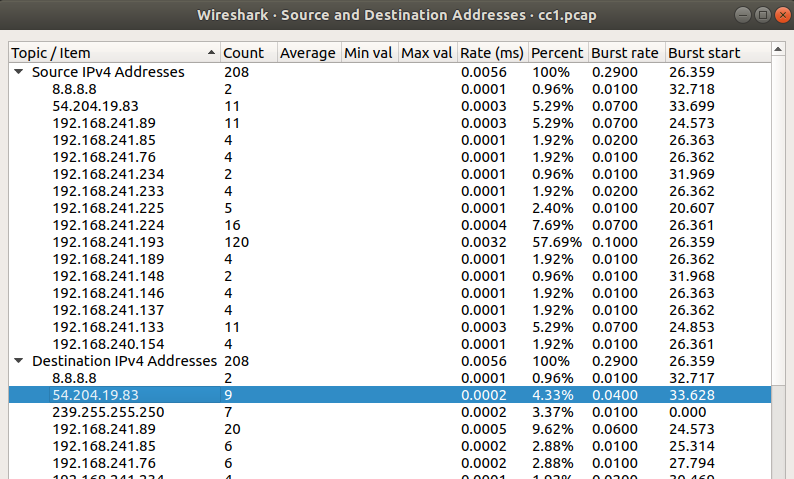 Wireshark · Source and Destination Addresses · cc1.pcap
Topic / Item Count Average Min val Max val Rate (ms) Percent Burst rate Burst start
Source IPv4 Addresses 208 0.0056 100% 0.2900 26.359
8.8.8.8 2 0.0001 0.96% 0.0100 32.718
54.204.19.83 11 0.0003 5.29% 0.0700 33.699
192.168.241.89 11 0.0003 5.29% 0.0700 24.573
192.168.241.85 4 0.0001 1.92% 0.0200 26.363
192.168.241.76 4 0.0001 1.92% 0.0100 26.362
192.168.241.234 2 0.0001 0.96% 0.0100 31.969
192.168.241.233 4 0.0001 1.92% 0.0200 26.362
192.168.241.225 5 0.0001 2.40% 0.0100 20.607
192.168.241.224 16 0.0004 7.69% 0.0700 26.361
192.168.241.193 120 0.0032 57.69% 0.1000 26.359
192.168.241.189 4 0.0001 1.92% 0.0100 26.362
192.168.241.148 2 0.0001 0.96% 0.0100 31.968
192.168.241.146 4 0.0001 1.92% 0.0100 26.363
192.168.241.137 4 0.0001 1.92% 0.0100 26.362
192.168.241.133 11 0.0003 5.29% 0.0700 24.853
192.168.240.154 4 0.0001 1.92% 0.0100 26.361
Destination IPv4 Addresses 208 0.0056 100% 0.2900 26.359
8.8.8.8 2 0.0001 0.96% 0.0100 32.717
54.204.19.83 9 0.0002 4.33% 0.0400 33.628
239.255.255.250 7 0.0002 3.37% 0.0100 0.000
192.168.241.89 20 0.0005 9.62% 0.0600 24.573
192.168.241.85 6 0.0002 2.88% 0.0100 25.314
192.168.241.76 6 0.0002 2.88% 0.0100 27.794